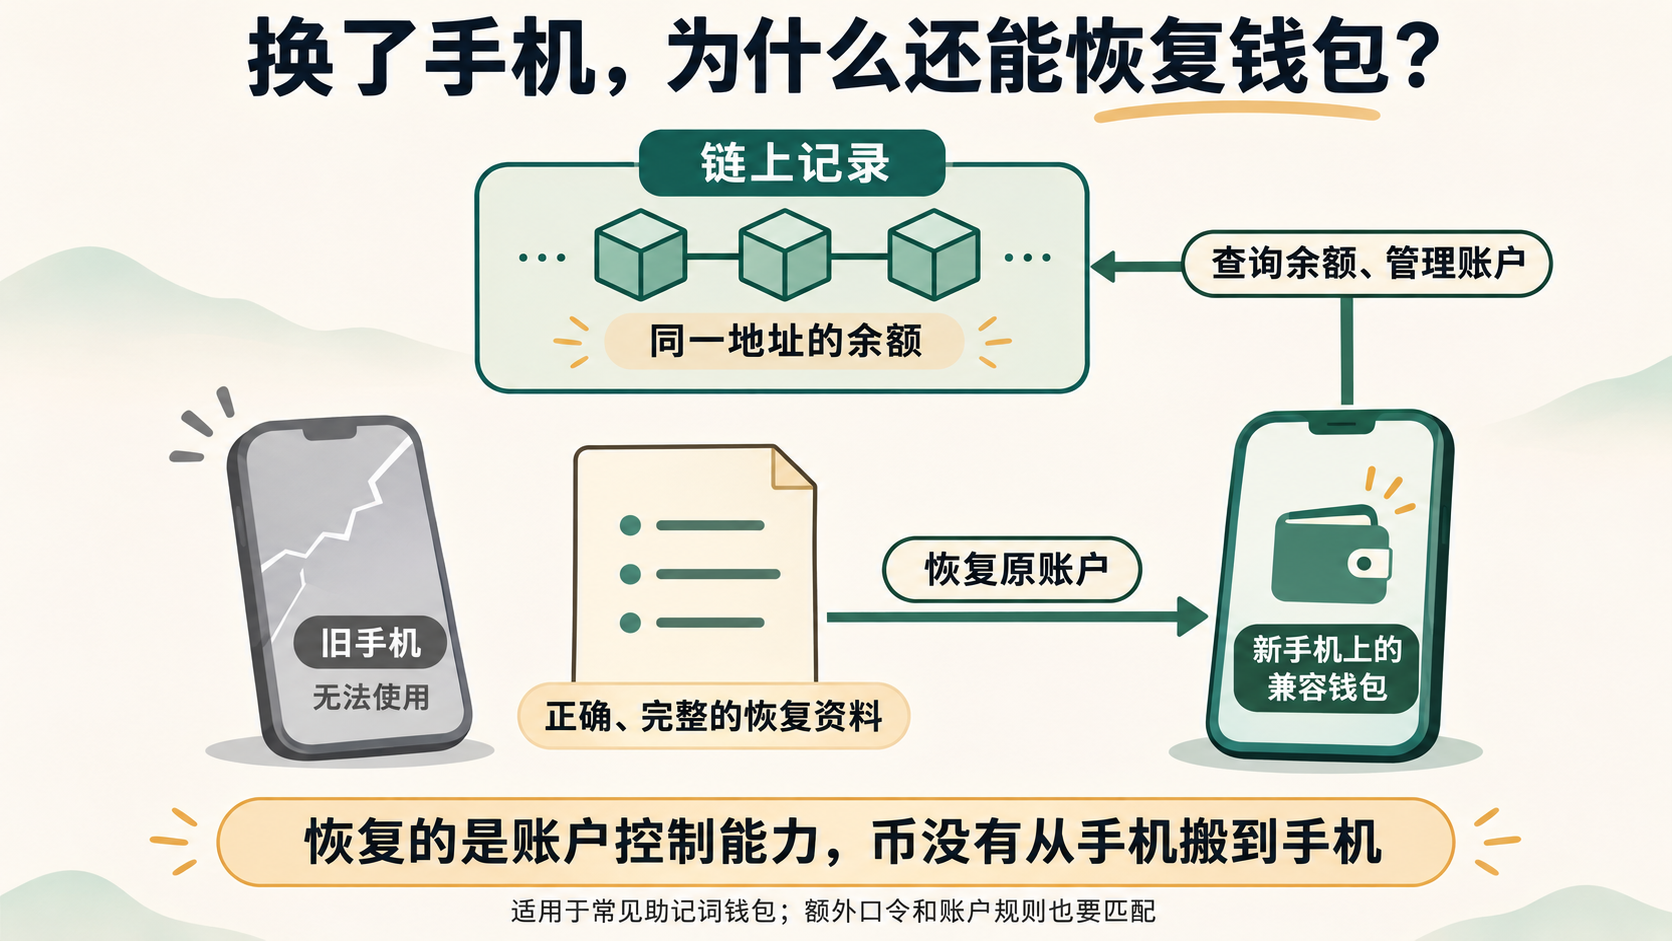 换了手机，为什么还能恢复钱包？
链上记录
同一地址的余额
查询余额、管理账户
旧手机
无法使用
正确、完整的恢复资料
恢复原账户
新手机上的
兼容钱包
恢复的是账户控制能力，币没有从手机搬到手机
适用于常见助记词钱包；额外口令和账户规则也要匹配